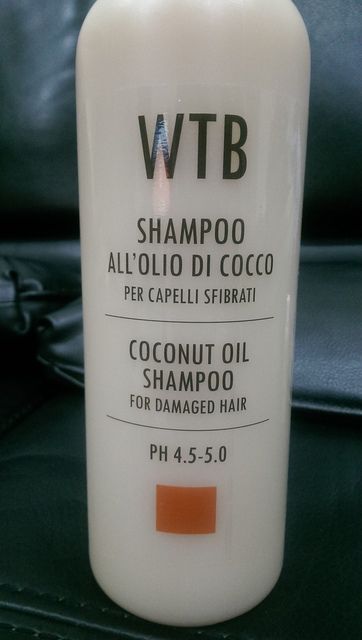 WTB
SHAMPOO
ALL'OLIO DI COCCO
PER CAPELLI SFIBRATI
COCONUT OIL
SHAMPOO
FOR DAMAGED HAIR
PH 4.5-5.0